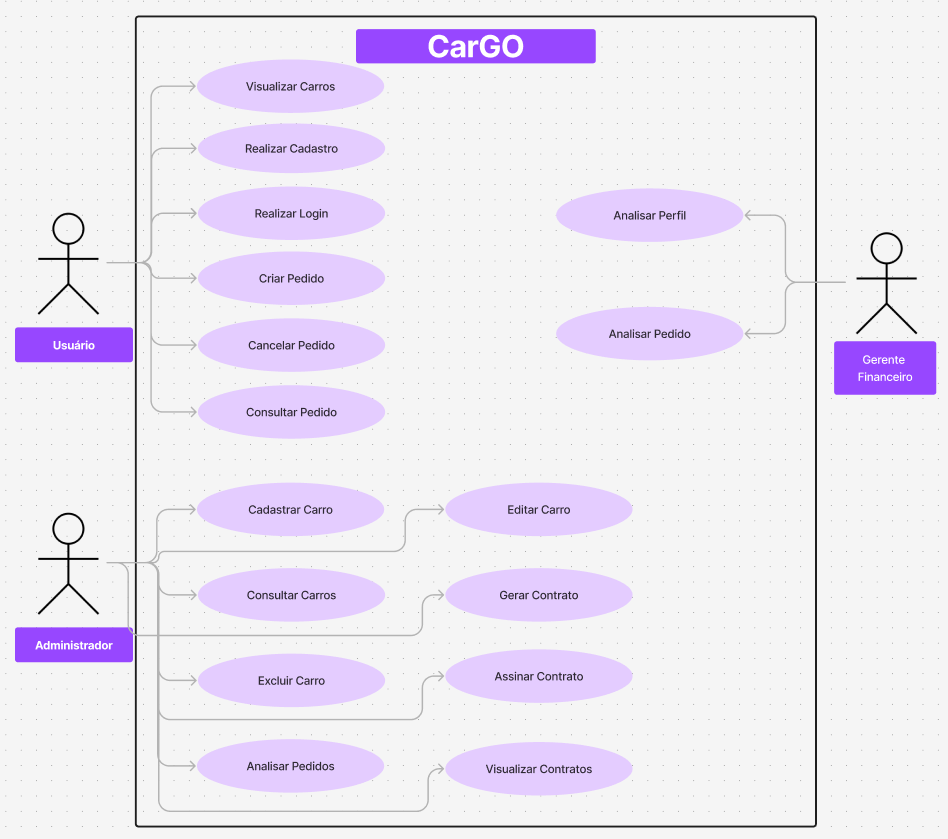 CarGO
Visualizar Carros
Realizar Cadastro
Realizar Login
Criar Pedido
Cancelar Pedido
Consultar Pedido
Usuário
Analisar Perfil
Analisar Pedido
Gerente
Financeiro
Cadastrar Carro
Editar Carro
Consultar Carros
Gerar Contrato
Administrador
Excluir Carro
Assinar Contrato
Analisar Pedidos
Visualizar Contratos